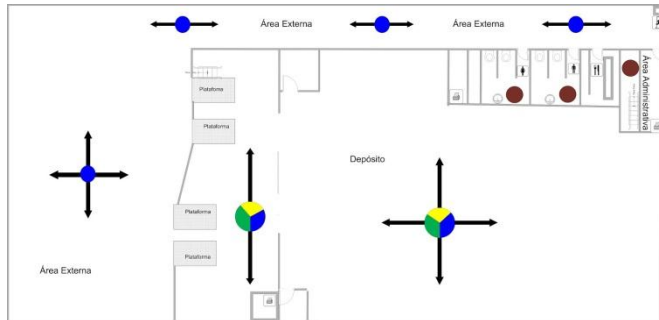 Área Externa
Área Externa
Plataforma
Plataforma
Área Administrativa
Depósito
Plataforma
Plataforma
Área Externa